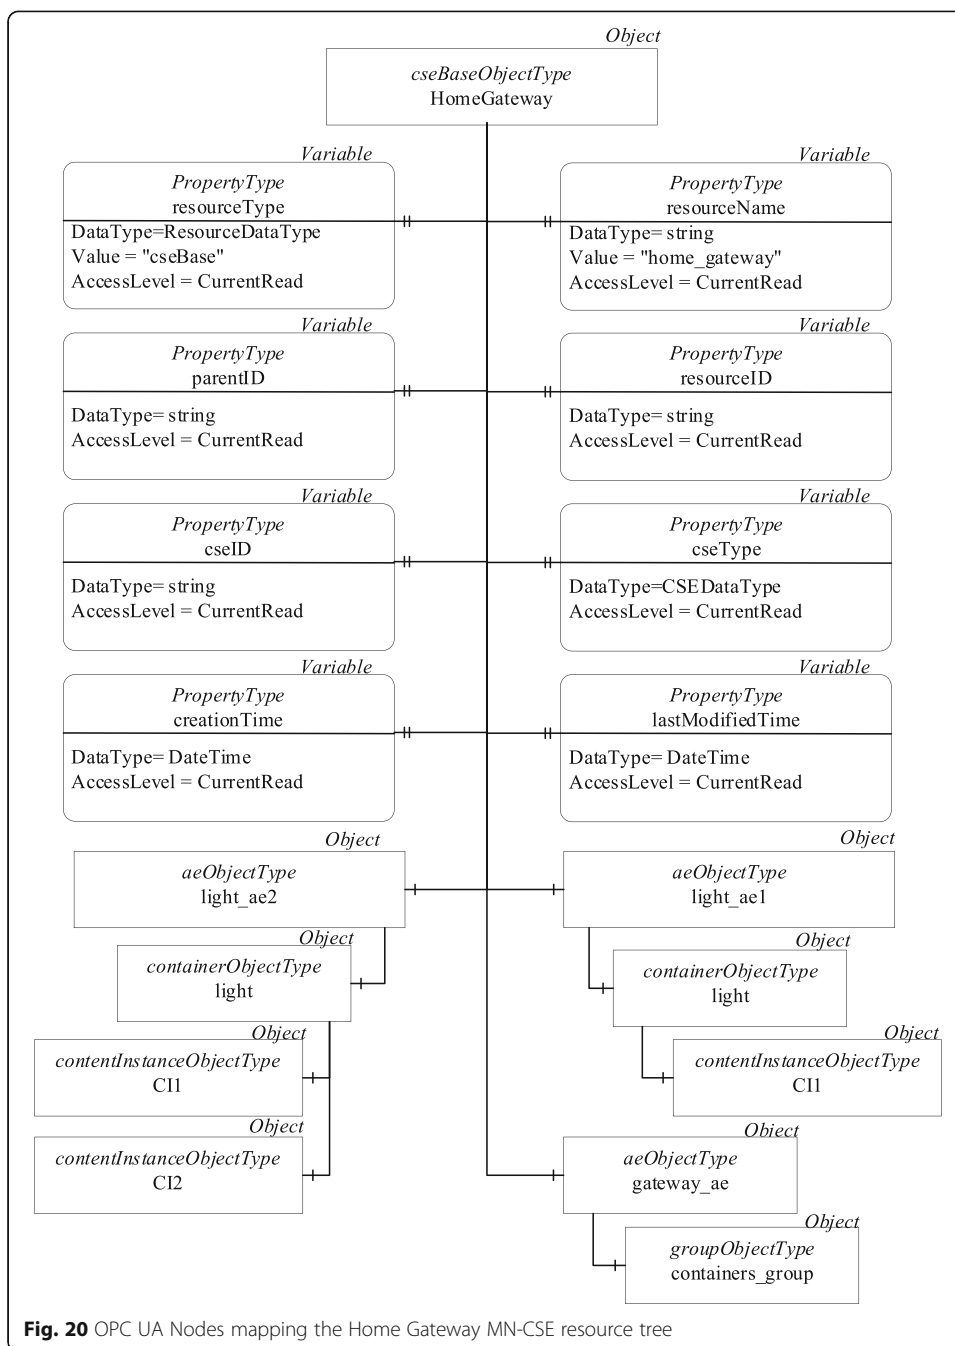 Object
cseBaseObjectType
HomeGateway
Variable
PropertyType
resourceType
DataType=ResourceDataType
Value = "cseBase"
AccessLevel = CurrentRead
Variable
PropertyType
resourceName
DataType= string
Value = "home_gateway"
AccessLevel = CurrentRead
Variable
PropertyType
parentID
DataType= string
AccessLevel = CurrentRead
Variable
PropertyType
resourceID
DataType= string
AccessLevel = CurrentRead
Variable
PropertyType
cseID
DataType= string
AccessLevel = CurrentRead
Variable
PropertyType
cseType
DataType=CSEDataType
AccessLevel = CurrentRead
Variable
PropertyType
creationTime
DataType= DateTime
AccessLevel = CurrentRead
Variable
PropertyType
lastModifiedTime
DataType= DateTime
AccessLevel = CurrentRead
Object
aeObjectType
light_ae2
Object
aeObjectType
light_ae1
Object
containerObjectType
light
Object
containerObjectType
light
Object
contentInstanceObjectType
CI1
Object
contentInstanceObjectType
CI1
Object
contentInstanceObjectType
CI2
Object
aeObjectType
gateway_ae
Object
groupObjectType
containers_group
Fig. 20 OPC UA Nodes mapping the Home Gateway MN-CSE resource tree